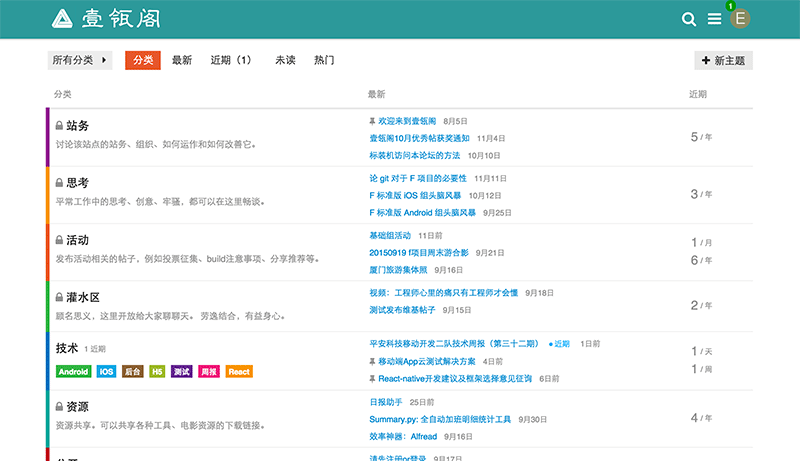 壹瓴阁
1
E
所有分类 分类 最新 近期（1） 未读 热门 新主题
分类 最新 近期
站务
讨论该站点的站务、组织、如何运作和如何改善它。
欢迎来到壹瓴阁 8月5日
壹瓴阁10月优秀帖获奖通知 11月4日
标装机访问本论坛的方法 10月10日
5 / 年
思考
平常工作中的思考、创意、牢骚，都可以在这里畅谈。
论 git 对于 F 项目的必要性 11月11日
F 标准版 iOS 组头脑风暴 10月12日
F 标准版 Android 组头脑风暴 9月25日
3 / 年
活动
发布活动相关的帖子，例如投票征集、build注意事项、分享推荐等。
基础组活动 11日前
20150919 f项目周末游合影 9月21日
厦门旅游集体照 9月16日
1 / 月
6 / 年
灌水区
顾名思义，这里开放给大家聊聊天。 劳逸结合，有益身心。
视频：工程师心里的痛只有工程师才会懂 9月18日
测试发布维基帖子 9月15日
2 / 年
技术 1 近期
Android iOS 后台 H5 测试 周报 React
平安科技移动开发二队技术周报（第三十二期） 近期 1日前
移动端App云测试解决方案 4日前
React-native开发建议及框架选择意见征询 6日前
1 / 天
1 / 周
资源
资源共享。可以共享各种工具、电影资源的下载链接。
日报助手 25日前
Summary.py: 全自动加班明细统计工具 9月30日
效率神器：Alfread 9月16日
4 / 年
请先注册or登录 9月17日